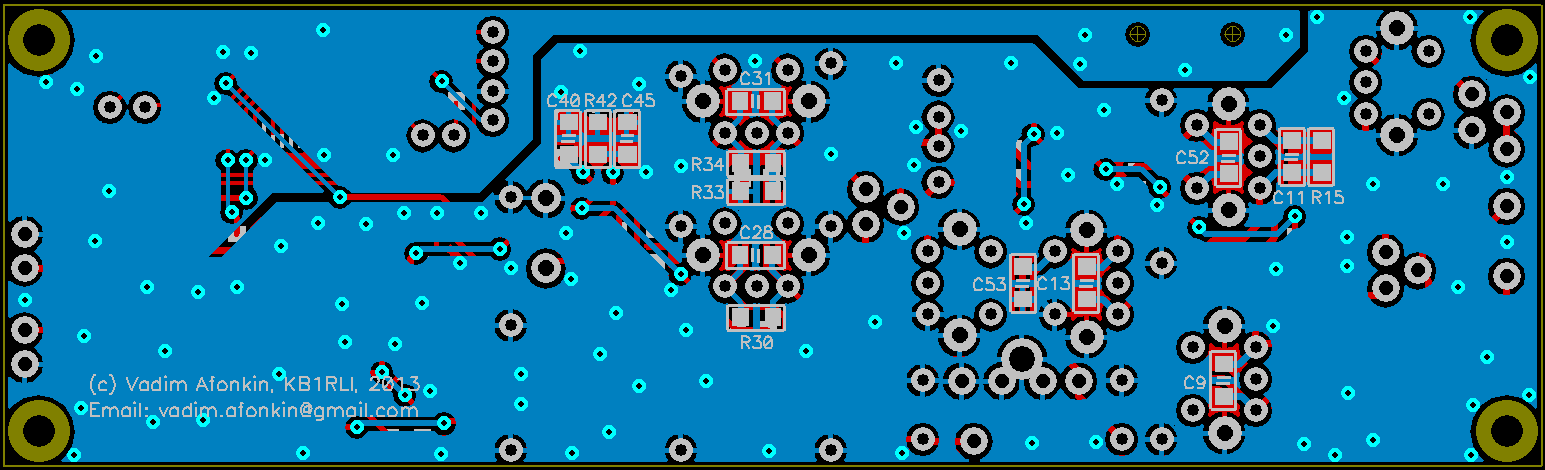 C31
C40 R42 C45
C52
R34
R33
C11 R15
C28
C53 C13
R30
(c) Vadim Afonkin, KB1RLI, 2013
C9
Email: vadim.afonkin@gmail.com